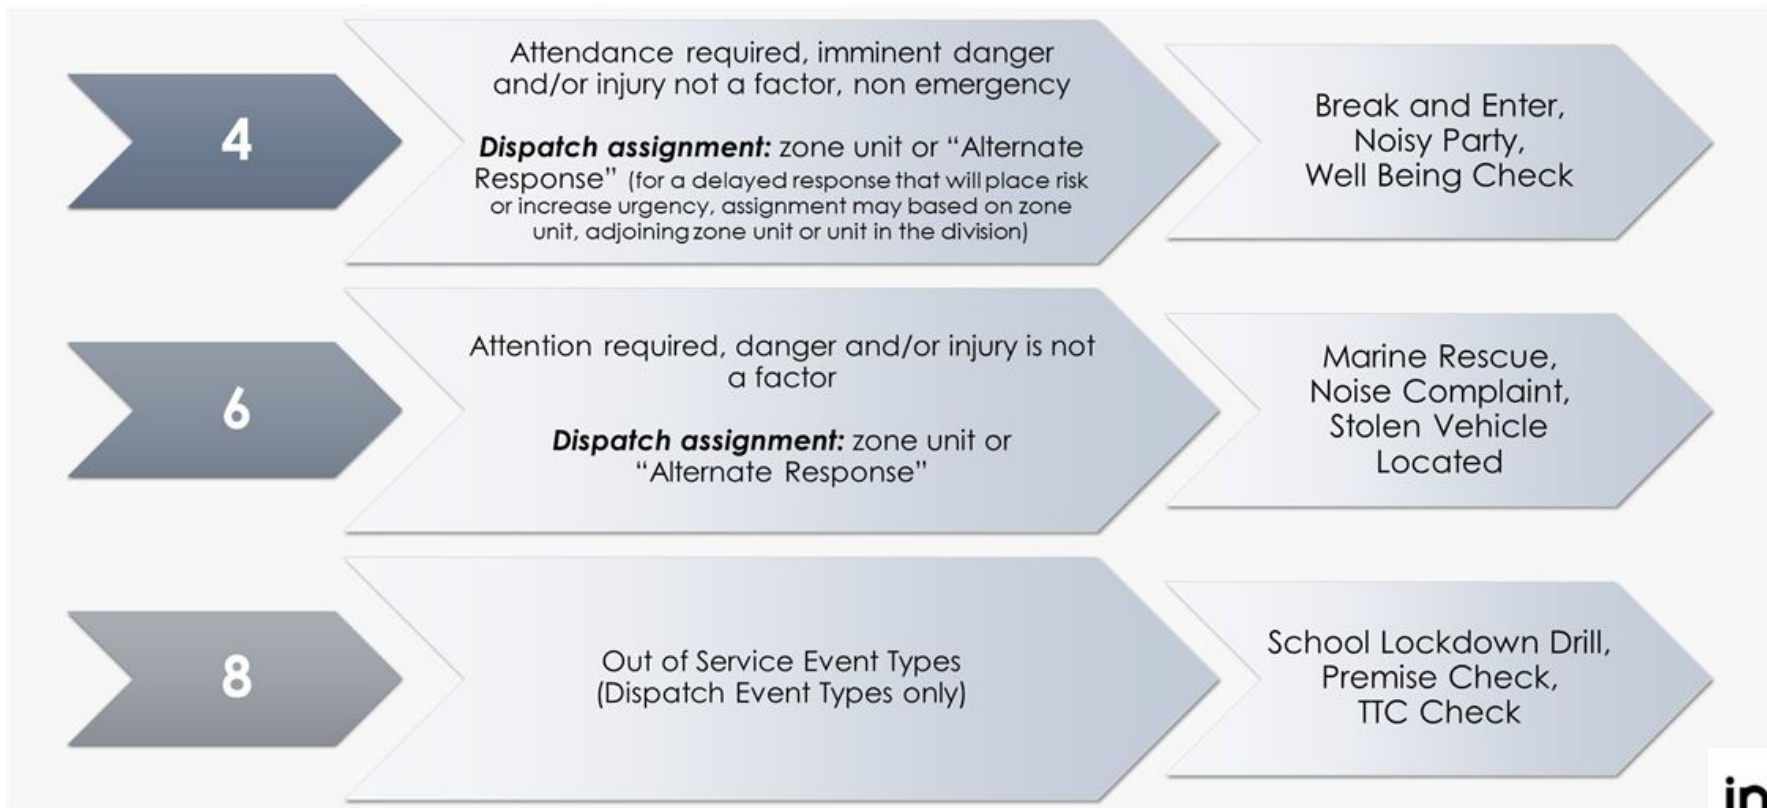 4
Attendance required, imminent danger
and/or injury not a factor, non emergency
Dispatch assignment: zone unit or “Alternate
Response” (for a delayed response that will place risk
or increase urgency, assignment may based on zone
unit, adjoining zone unit or unit in the division)
Break and Enter,
Noisy Party,
Well Being Check
6
Attention required, danger and/or injury is not
a factor
Dispatch assignment: zone unit or
“Alternate Response”
Marine Rescue,
Noise Complaint,
Stolen Vehicle
Located
8
Out of Service Event Types
(Dispatch Event Types only)
School Lockdown Drill,
Premise Check,
TTC Check
in